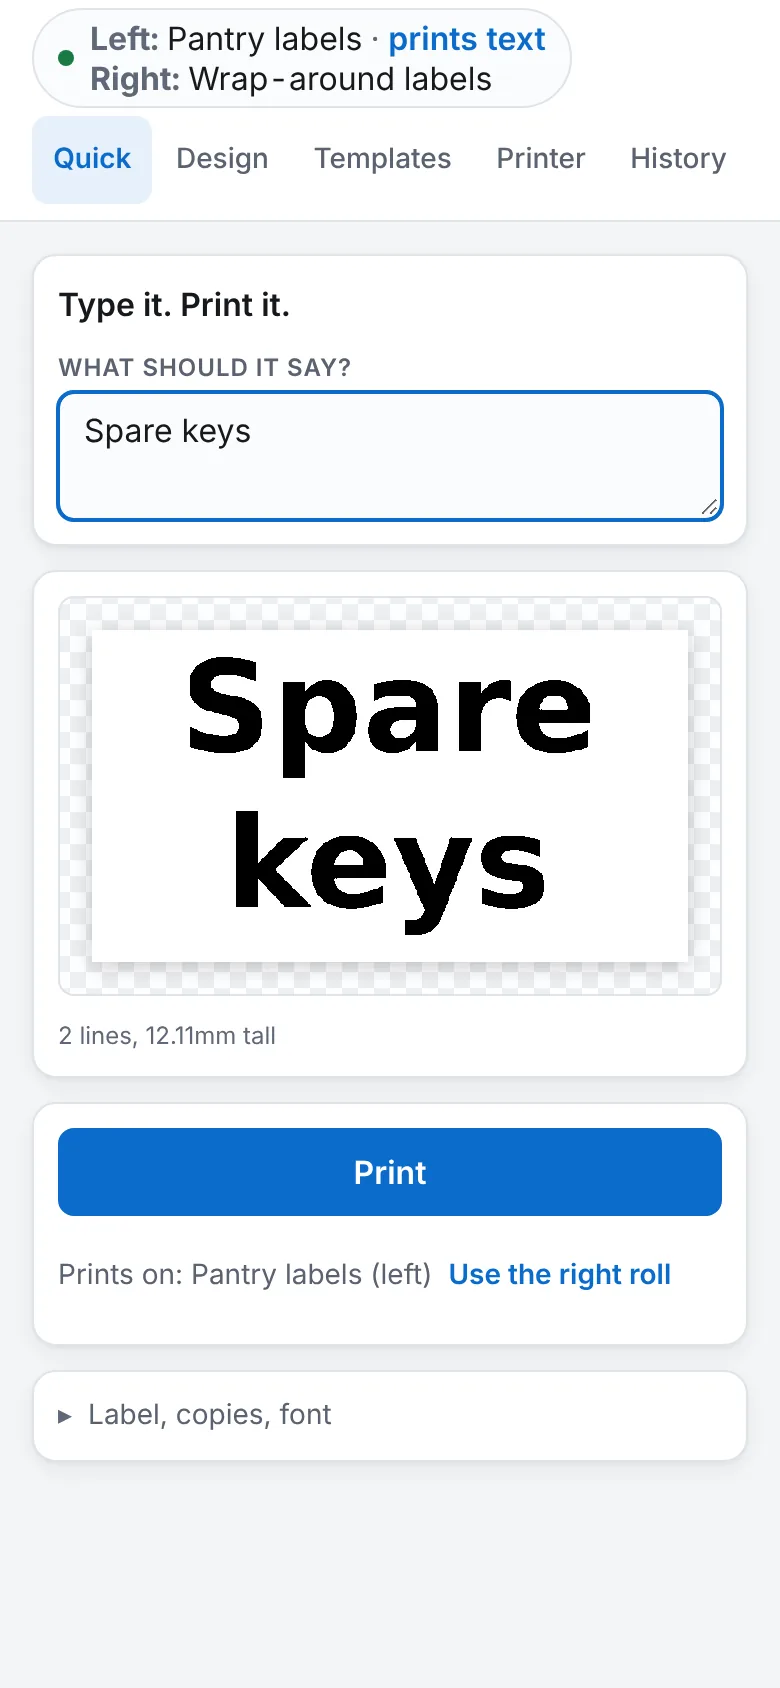 Left: Pantry labels · prints text
Right: Wrap-around labels
Quick Design Templates Printer History
Type it. Print it.
WHAT SHOULD IT SAY?
Spare keys
Spare
keys
2 lines, 12.11mm tall
Print
Prints on: Pantry labels (left) Use the right roll
▸ Label, copies, font